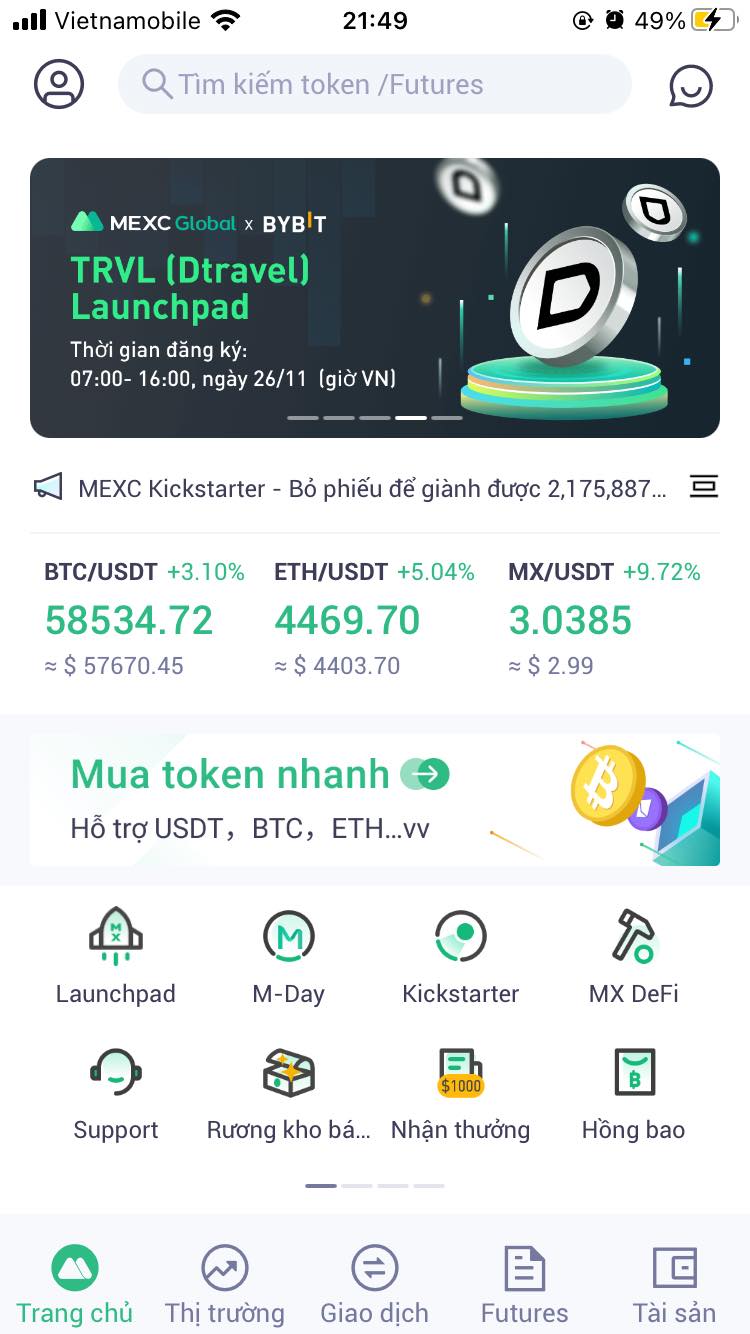 Vietnamobile 21:49 49%
Tìm kiếm token /Futures
MEXC Global x BYBIT
TRVL (Dtravel)
Launchpad
Thời gian đăng ký:
07:00- 16:00, ngày 26/11 (giờ VN)
MEXC Kickstarter - Bỏ phiếu để giành được 2,175,887...
BTC/USDT +3.10% ETH/USDT +5.04% MX/USDT +9.72%
58534.72 4469.70 3.0385
≈ $ 57670.45 ≈ $ 4403.70 ≈ $ 2.99
Mua token nhanh
Hỗ trợ USDT，BTC，ETH...vv
MX
M
Launchpad M-Day Kickstarter MX DeFi
$1000
Support Rương kho bá... Nhận thưởng Hồng bao
Trang chủ Thị trường Giao dịch Futures Tài sản